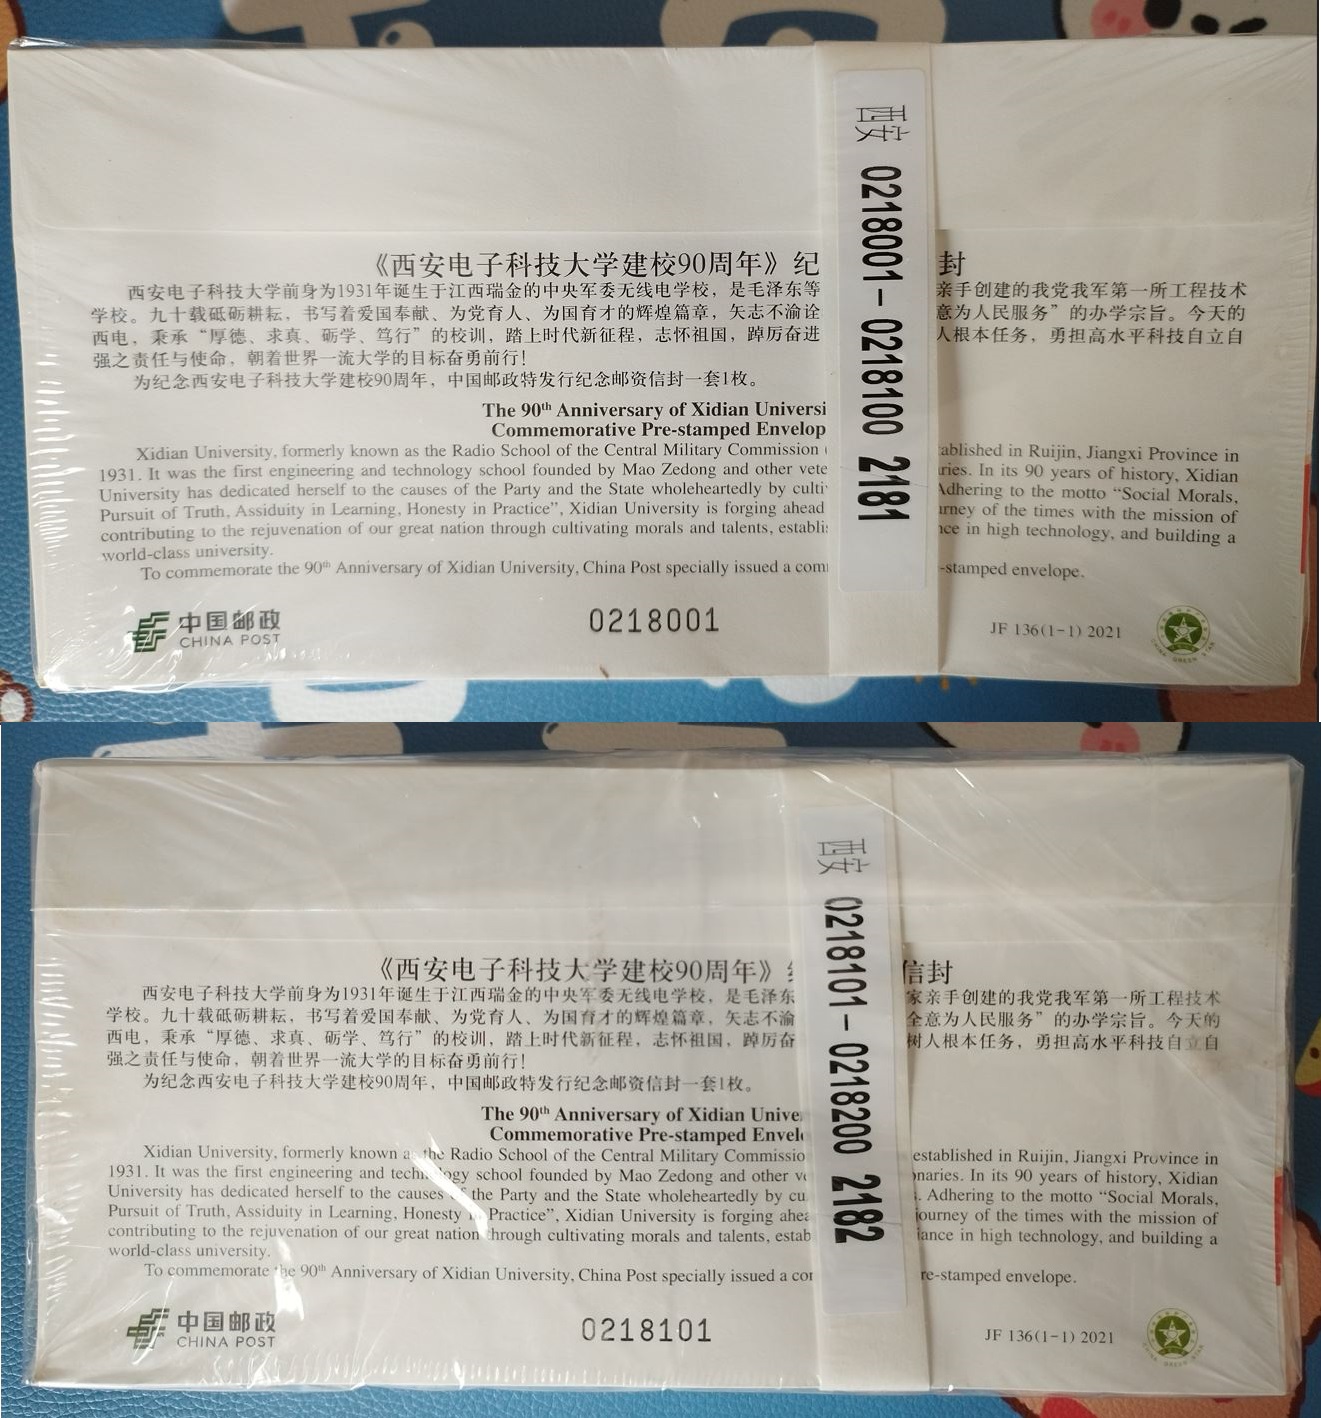 西安 0218001-0218100 2181
《西安电子科技大学建校90周年》纪 封
西安电子科技大学前身为1931年诞生于江西瑞金的中央军委无线电学校，是毛泽东等 亲手创建的我党我军第一所工程技术
学校。九十载砥砺耕耘，书写着爱国奉献、为党育人、为国育才的辉煌篇章，矢志不渝诠 意为人民服务”的办学宗旨。今天的
西电，秉承“厚德、求真、砺学、笃行”的校训，踏上时代新征程，志怀祖国，踔厉奋进 人根本任务，勇担高水平科技自立自
强之责任与使命，朝着世界一流大学的目标奋勇前行！
为纪念西安电子科技大学建校90周年，中国邮政特发行纪念邮资信封一套1枚。
The 90th Anniversary of Xidian Universi
Commemorative Pre-stamped Envelop
Xidian University, formerly known as the Radio School of the Central Military Commission ablished in Ruijin, Jiangxi Province in
1931. It was the first engineering and technology school founded by Mao Zedong and other vete ries. In its 90 years of history, Xidian
University has dedicated herself to the causes of the Party and the State wholeheartedly by culti Adhering to the motto “Social Morals,
Pursuit of Truth, Assiduity in Learning, Honesty in Practice”, Xidian University is forging ahead urney of the times with the mission of
contributing to the rejuvenation of our great nation through cultivating morals and talents, establis nce in high technology, and building a
world-class university.
To commemorate the 90th Anniversary of Xidian University, China Post specially issued a com -stamped envelope.
中国邮政
CHINA POST
0218001
JF 136(1-1) 2021
CHINA GREEN STAR
西安 0218101-0218200 2182
《西安电子科技大学建校90周年》 信封
西安电子科技大学前身为1931年诞生于江西瑞金的中央军委无线电学校，是毛泽东 家亲手创建的我党我军第一所工程技术
学校。九十载砥砺耕耘，书写着爱国奉献、为党育人、为国育才的辉煌篇章，矢志不渝 全意为人民服务”的办学宗旨。今天的
西电，秉承“厚德、求真、砺学、笃行”的校训，踏上时代新征程，志怀祖国，踔厉奋 树人根本任务，勇担高水平科技自立自
强之责任与使命，朝着世界一流大学的目标奋勇前行！
为纪念西安电子科技大学建校90周年，中国邮政特发行纪念邮资信封一套1枚。
The 90th Anniversary of Xidian Unive
Commemorative Pre-stamped Envel
Xidian University, formerly known as the Radio School of the Central Military Commissio established in Ruijin, Jiangxi Province in
1931. It was the first engineering and technology school founded by Mao Zedong and other ve onaries. In its 90 years of history, Xidian
University has dedicated herself to the causes of the Party and the State wholeheartedly by cu . Adhering to the motto “Social Morals,
Pursuit of Truth, Assiduity in Learning, Honesty in Practice”, Xidian University is forging ahea journey of the times with the mission of
contributing to the rejuvenation of our great nation through cultivating morals and talents, estab iance in high technology, and building a
world-class university.
To commemorate the 90th Anniversary of Xidian University, China Post specially issued a co re-stamped envelope.
中国邮政
CHINA POST
0218101
JF 136(1-1) 2021